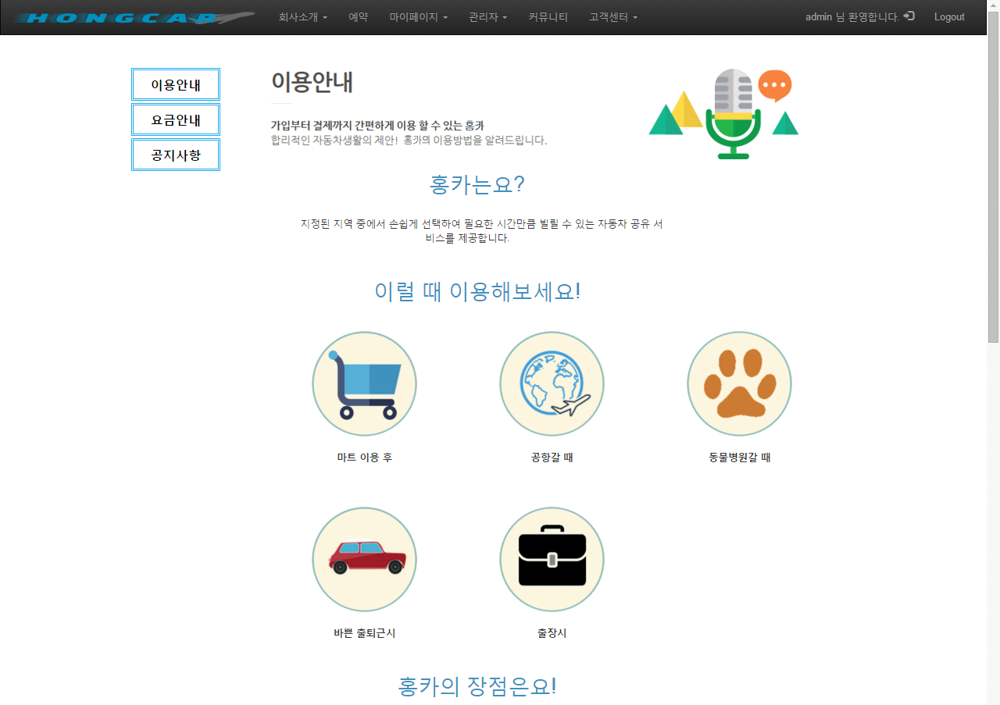 HONGCAR 회사소개 예약 마이페이지 관리자 커뮤니티 고객센터 admin 님 환영합니다. Logout
이용안내
요금안내
공지사항
이용안내
가입부터 결제까지 간편하게 이용 할 수 있는 홍카
합리적인 자동차생활의 제안! 홍카의 이용방법을 알려드립니다.
홍카는요?
지정된 지역 중에서 손쉽게 선택하여 필요한 시간만큼 빌릴 수 있는 자동차 공유 서
비스를 제공합니다.
이럴 때 이용해보세요!
마트 이용 후 공항갈 때 동물병원갈 때
바쁜 출퇴근시 출장시
홍카의 장점은요!